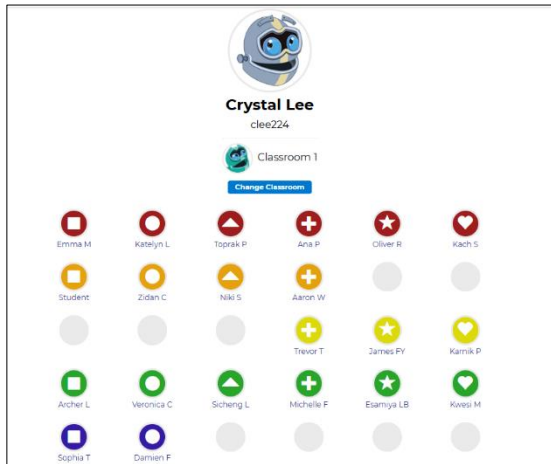 Crystal Lee
clee224
Classroom 1
Change Classroom
Emma M Katelyn L Toprak P Ana P Oliver R Kach S
Student Zidan C Niki S Aaron W
Trevor T James FY Karnik P
Archer L Veronica C Sicheng L Michelle F Esamiya LB Kwesi M
Sophia T Damien F